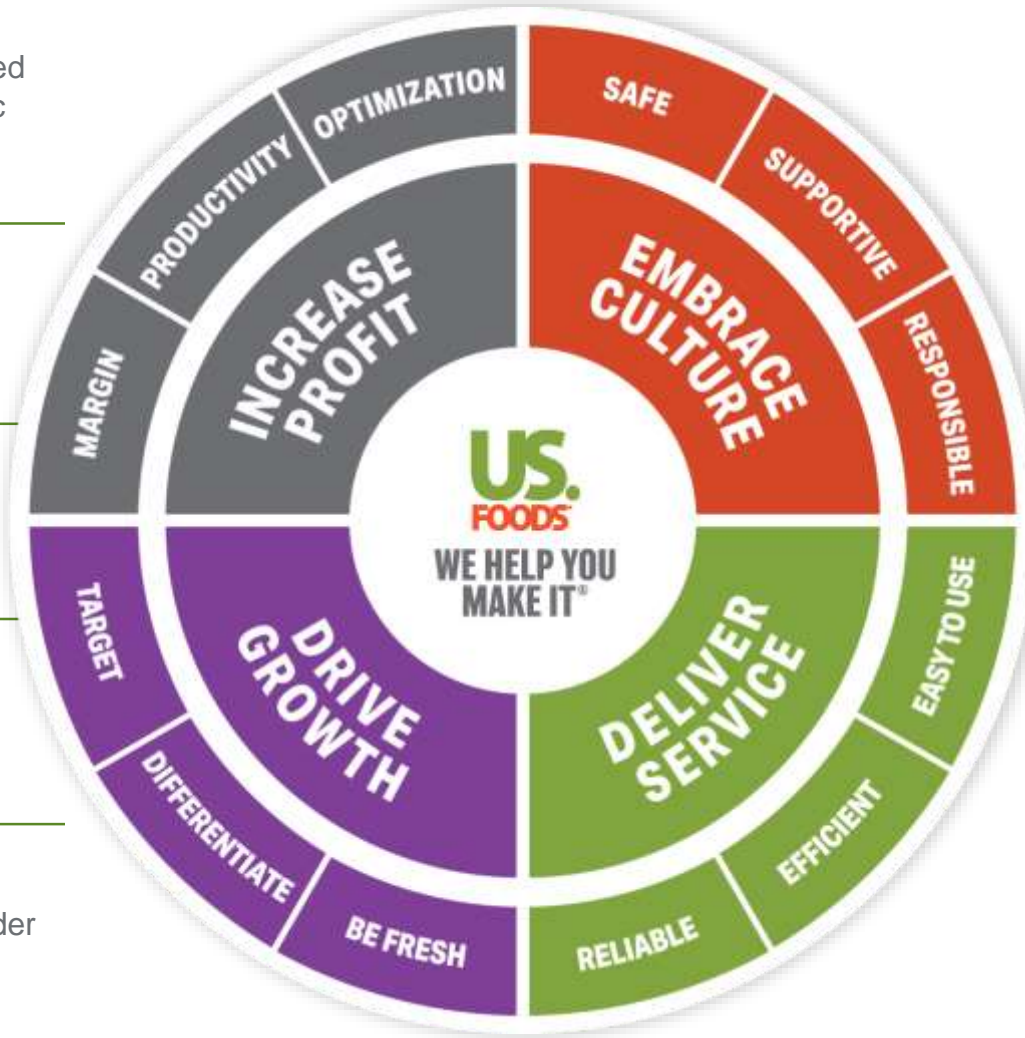 ed
c
der
OPTIMIZATION
PRODUCTIVITY
MARGIN
INCREASE
PROFIT
SAFE
SUPPORTIVE
RESPONSIBLE
EMBRACE
CULTURE
US.
FOODS
WE HELP YOU
MAKE IT®
TARGET
DIFFERENTIATE
BE FRESH
DRIVE
GROWTH
EASY TO USE
EFFICIENT
RELIABLE
DELIVER
SERVICE